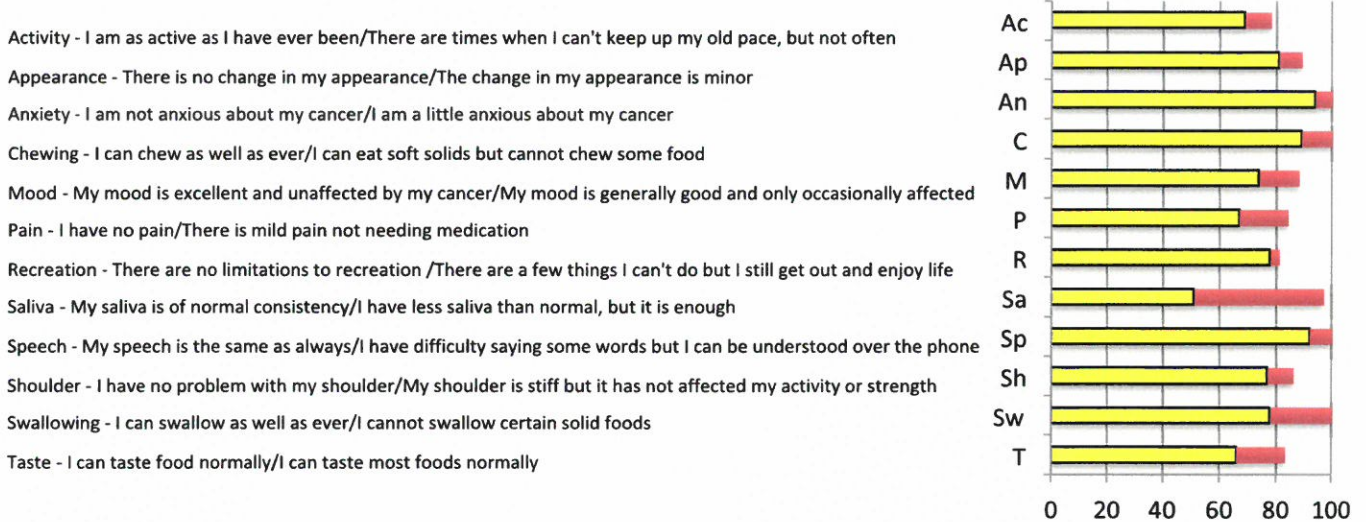 Activity - I am as active as I have ever been/There are times when I can't keep up my old pace, but not often
Appearance - There is no change in my appearance/The change in my appearance is minor
Anxiety - I am not anxious about my cancer/I am a little anxious about my cancer
Chewing - I can chew as well as ever/I can eat soft solids but cannot chew some food
Mood - My mood is excellent and unaffected by my cancer/My mood is generally good and only occasionally affected
Pain - I have no pain/There is mild pain not needing medication
Recreation - There are no limitations to recreation /There are a few things I can't do but I still get out and enjoy life
Saliva - My saliva is of normal consistency/I have less saliva than normal, but it is enough
Speech - My speech is the same as always/I have difficulty saying some words but I can be understood over the phone
Shoulder - I have no problem with my shoulder/My shoulder is stiff but it has not affected my activity or strength
Swallowing - I can swallow as well as ever/I cannot swallow certain solid foods
Taste - I can taste food normally/I can taste most foods normally
Ac
Ap
An
C
M
P
R
Sa
Sp
Sh
Sw
T
0 20 40 60 80 100